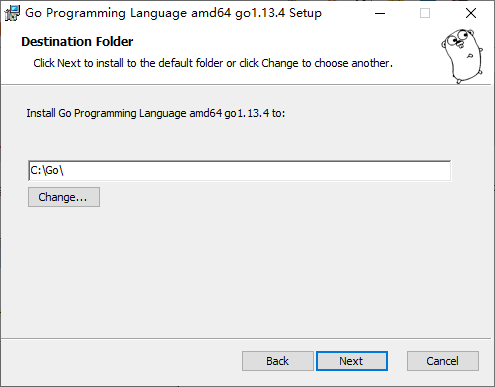 Go Programming Language amd64 go1.13.4 Setup
Destination Folder
Click Next to install to the default folder or click Change to choose another.
Install Go Programming Language amd64 go1.13.4 to:
C:\Go\
Change...
Back
Next
Cancel